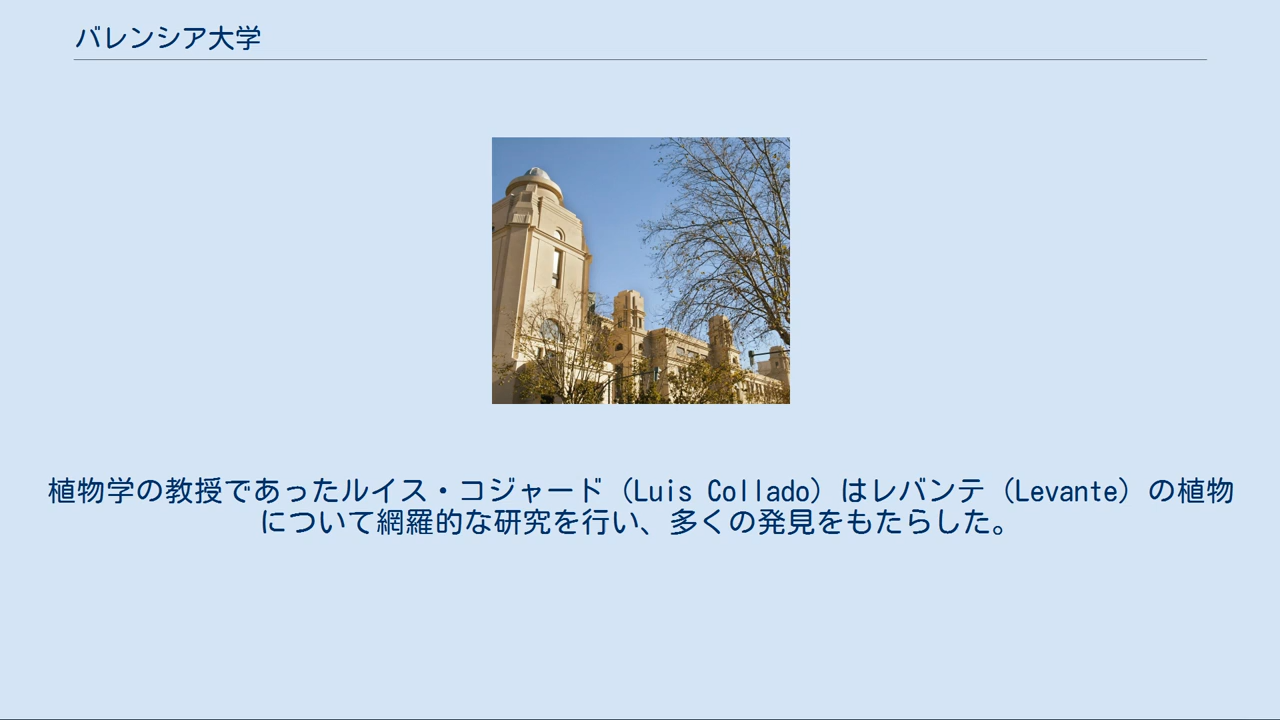 バレンシア大学
植物学の教授であったルイス・コジャード（Luis Collado）はレバンテ（Levante）の植物
について網羅的な研究を行い、多くの発見をもたらした。